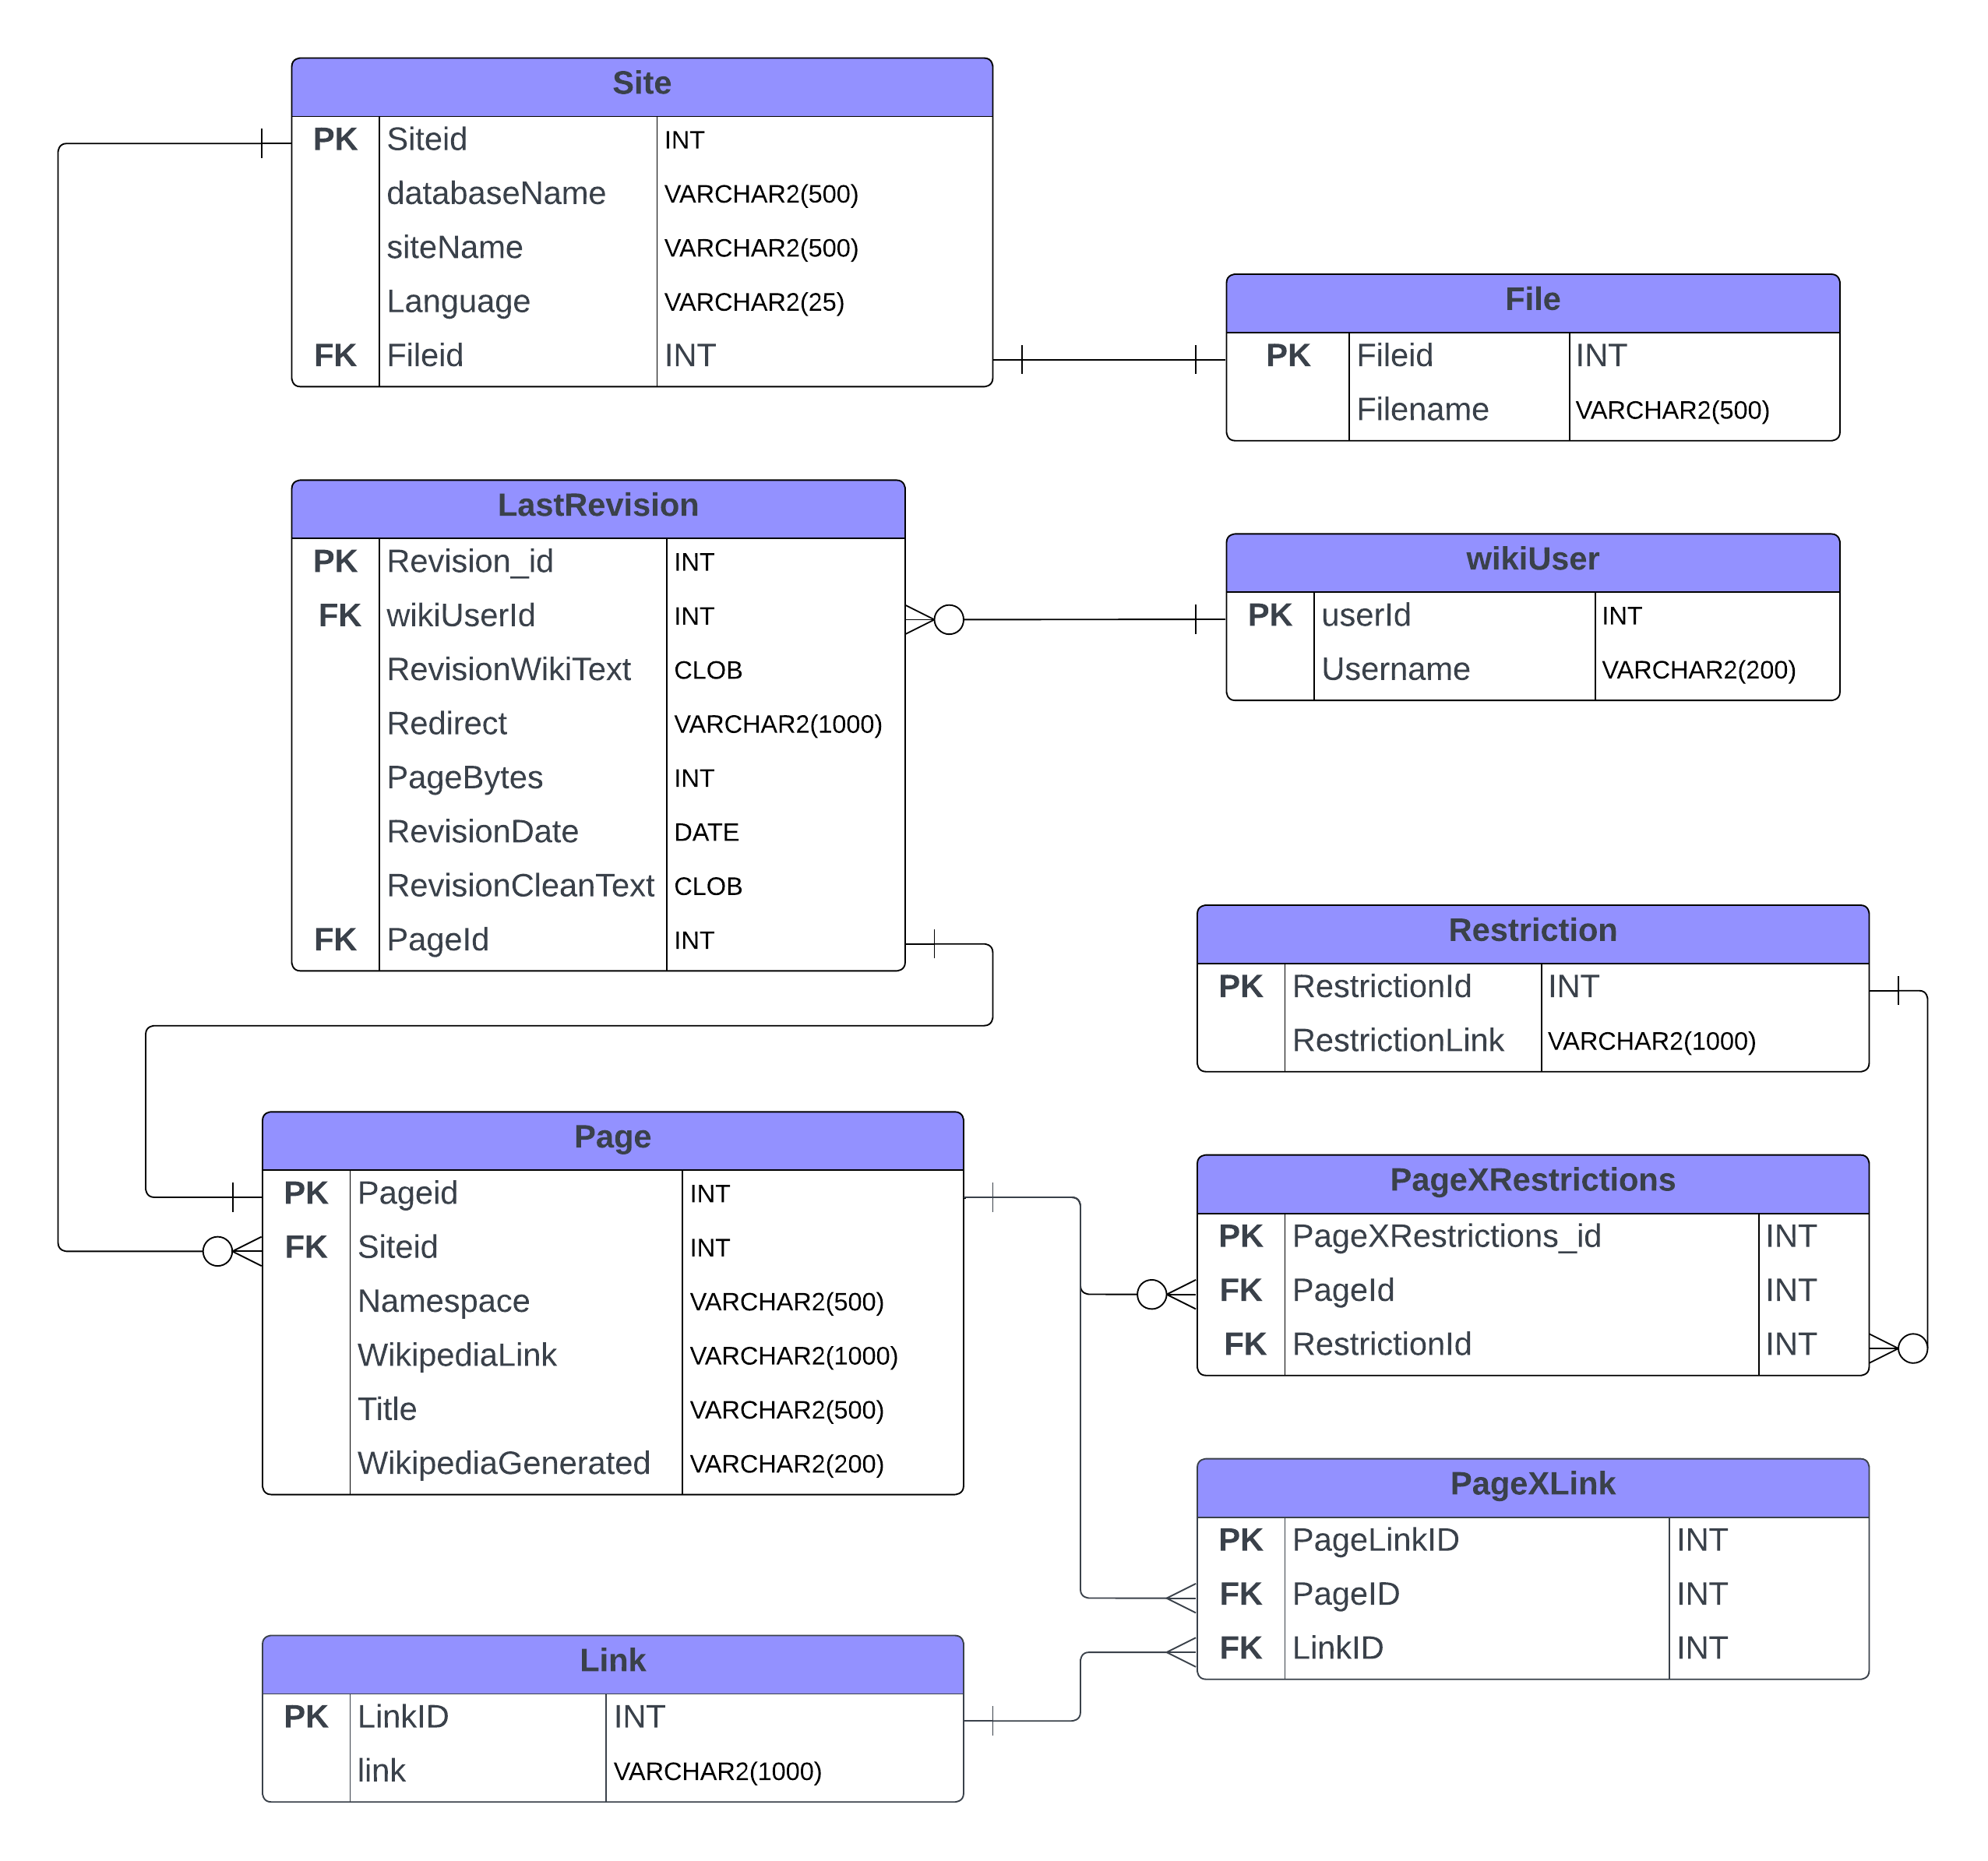 Site
PK Siteid INT
databaseName VARCHAR2(500)
siteName VARCHAR2(500)
Language VARCHAR2(25)
FK Fileid INT
File
PK Fileid INT
Filename VARCHAR2(500)
LastRevision
PK Revision_id INT
FK wikiUserId INT
RevisionWikiText CLOB
Redirect VARCHAR2(1000)
PageBytes INT
RevisionDate DATE
RevisionCleanText CLOB
FK PageId INT
wikiUser
PK userId INT
Username VARCHAR2(200)
Restriction
PK RestrictionId INT
RestrictionLink VARCHAR2(1000)
Page
PK Pageid INT
FK Siteid INT
Namespace VARCHAR2(500)
WikipediaLink VARCHAR2(1000)
Title VARCHAR2(500)
WikipediaGenerated VARCHAR2(200)
PageXRestrictions
PK PageXRestrictions_id INT
FK PageId INT
FK RestrictionId INT
PageXLink
PK PageLinkID INT
FK PageID INT
FK LinkID INT
Link
PK LinkID INT
link VARCHAR2(1000)